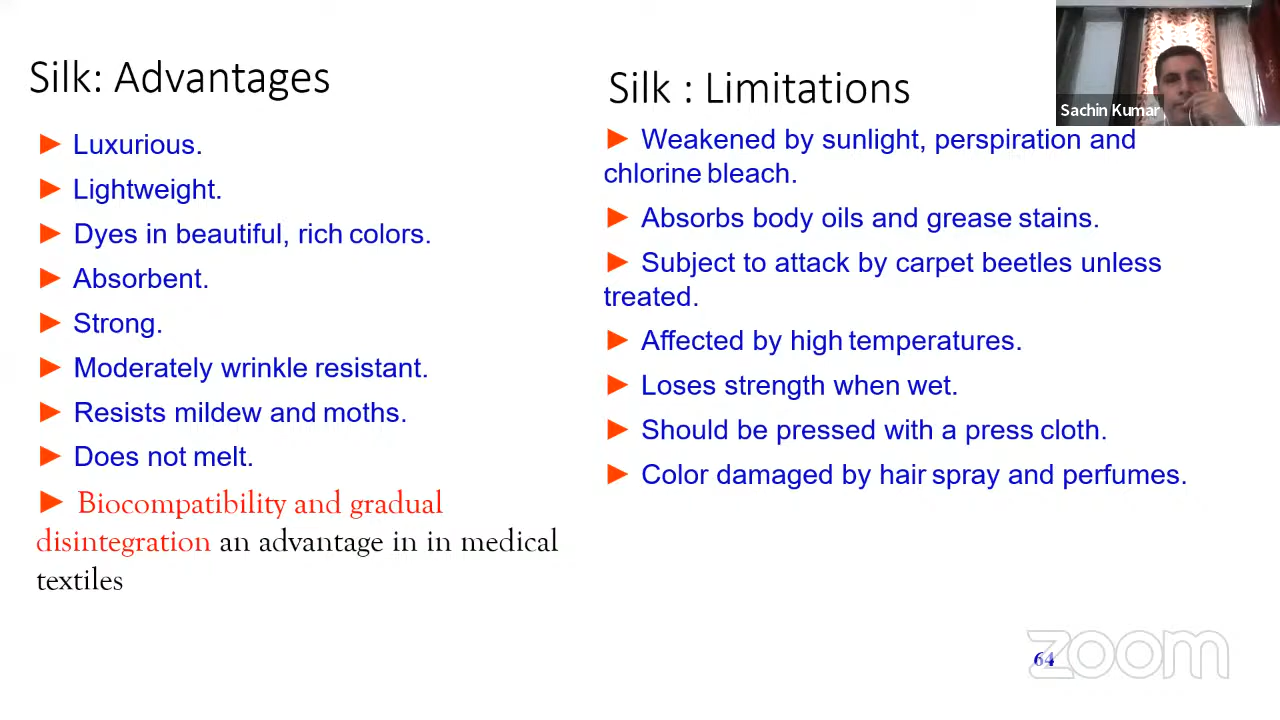 Silk: Advantages
► Luxurious.
► Lightweight.
► Dyes in beautiful, rich colors.
► Absorbent.
► Strong.
► Moderately wrinkle resistant.
► Resists mildew and moths.
► Does not melt.
► Biocompatibility and gradual
disintegration an advantage in in medical
textiles
Silk : Limitations
► Weakened by sunlight, perspiration and
chlorine bleach.
► Absorbs body oils and grease stains.
► Subject to attack by carpet beetles unless
treated.
► Affected by high temperatures.
► Loses strength when wet.
► Should be pressed with a press cloth.
► Color damaged by hair spray and perfumes.
Sachin Kumar
64
zoom